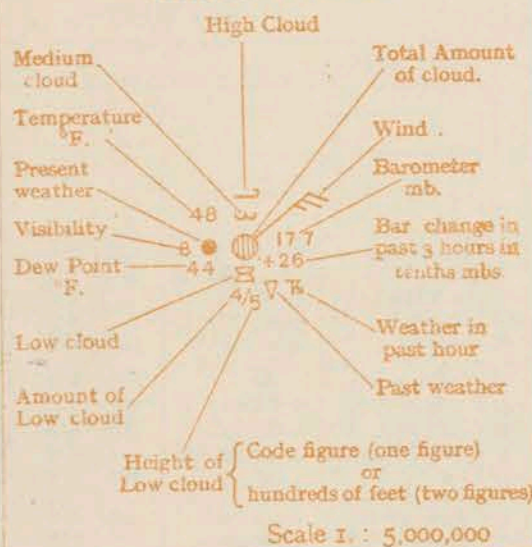 High Cloud
Medium cloud
Total Amount of cloud.
Temperature °F.
Wind .
Present weather
Barometer mb.
48
Visibility
8
177
Bar change in past 3 hours in tenths mbs
+26
Dew Point °F.
44
4/5
Low cloud
Weather in past hour
Amount of Low cloud
Past weather
Height of Low cloud
Code figure (one figure)
or
hundreds of feet (two figures)
Scale 1. : 5,000,000